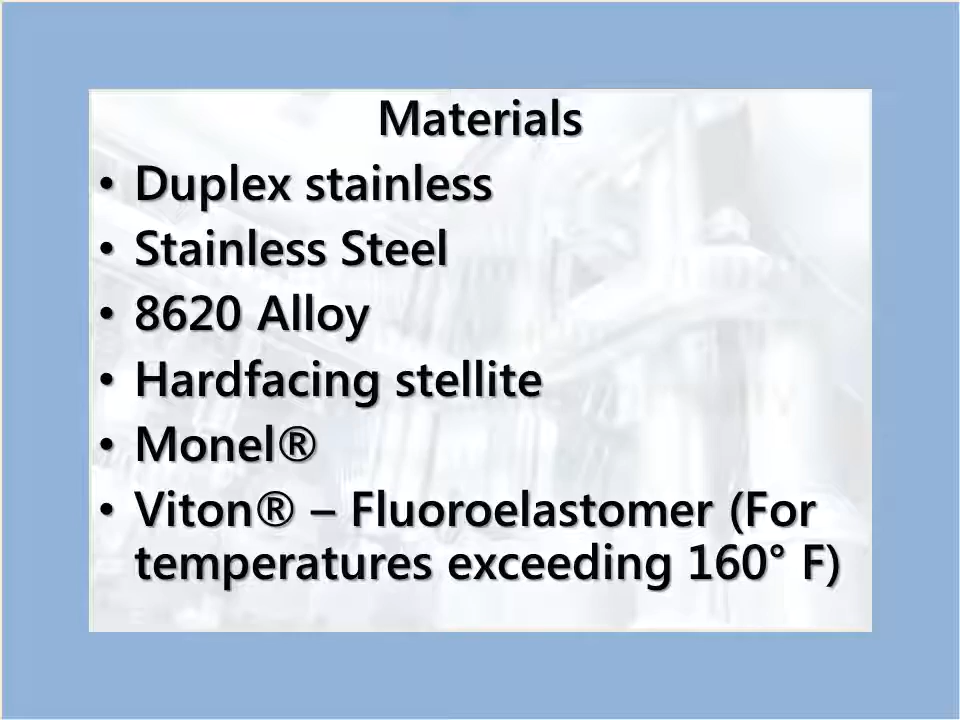 Materials
• Duplex stainless
• Stainless Steel
• 8620 Alloy
• Hardfacing stellite
• Monel®
• Viton® – Fluoroelastomer (For
temperatures exceeding 160° F)